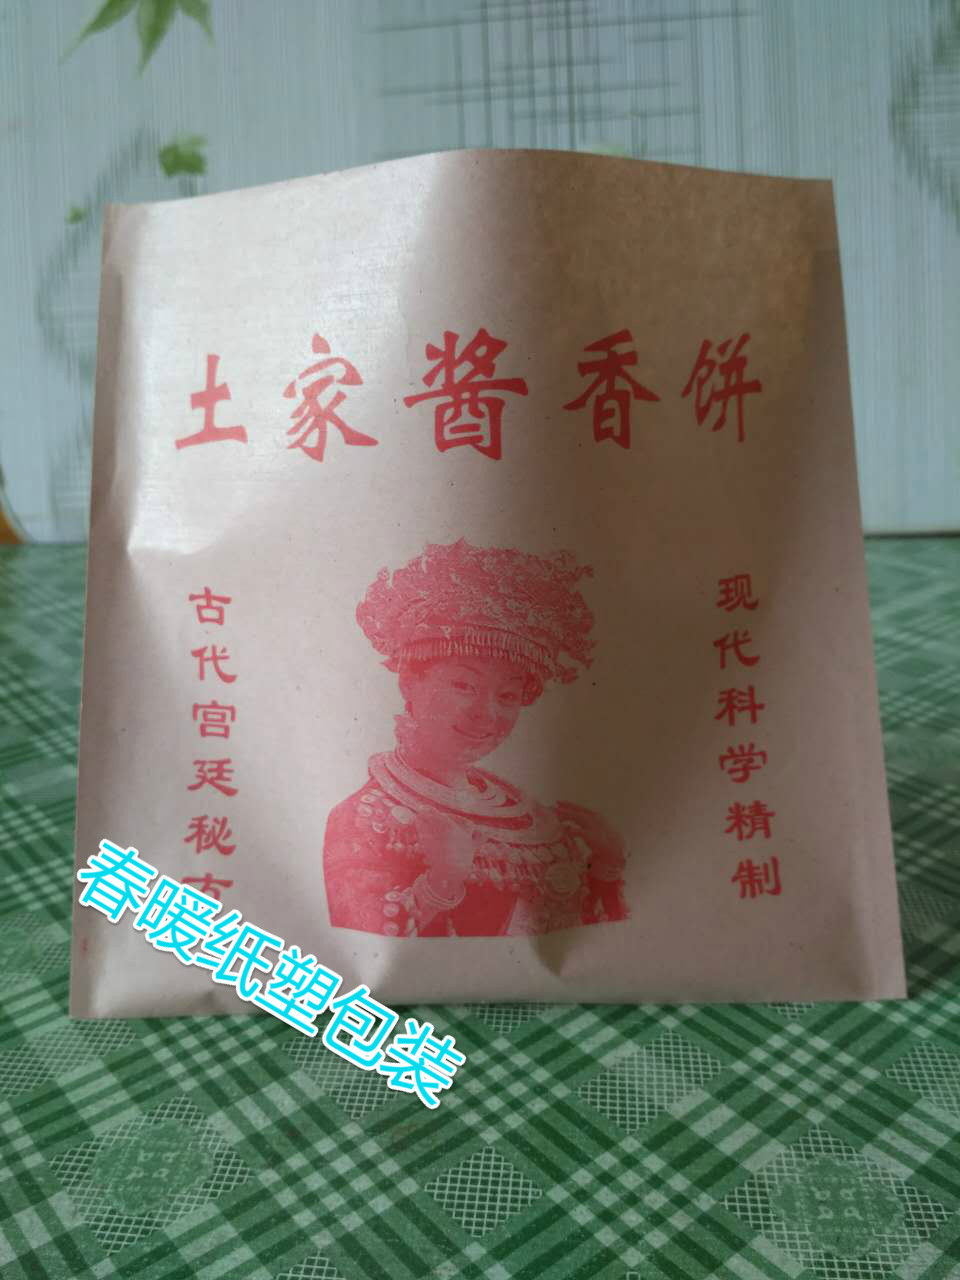 土家酱香饼
古代宫廷秘方
现代科学精制
春暖纸塑包装